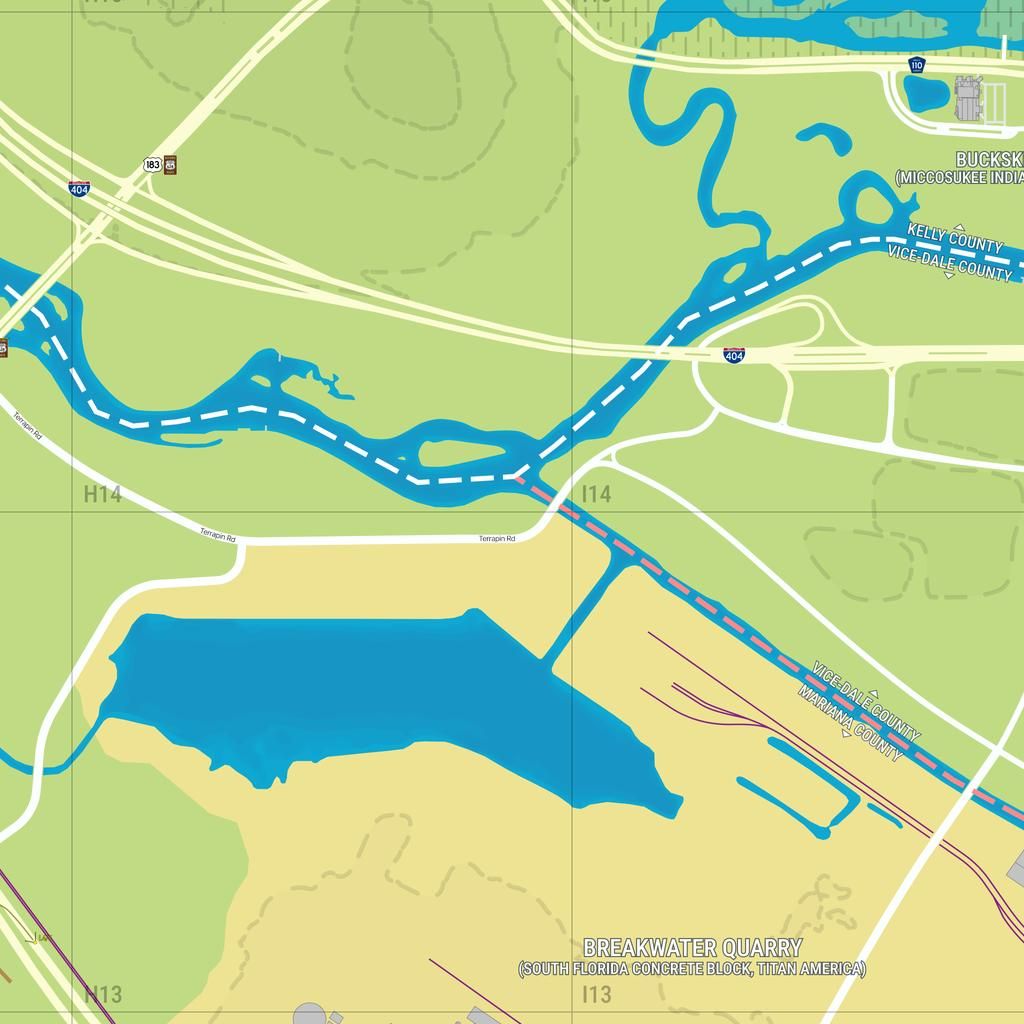 110
BUCKSKI
(MICCOSUKEE INDIA
183
404
KELLY COUNTY
VICE-DALE COUNTY
404
Terrapin Rd
H14
I14
Terrapin Rd
Terrapin Rd
VICE-DALE COUNTY
MARIANA COUNTY
BREAKWATER QUARRY
(SOUTH FLORIDA CONCRETE BLOCK, TITAN AMERICA)
H13
I13